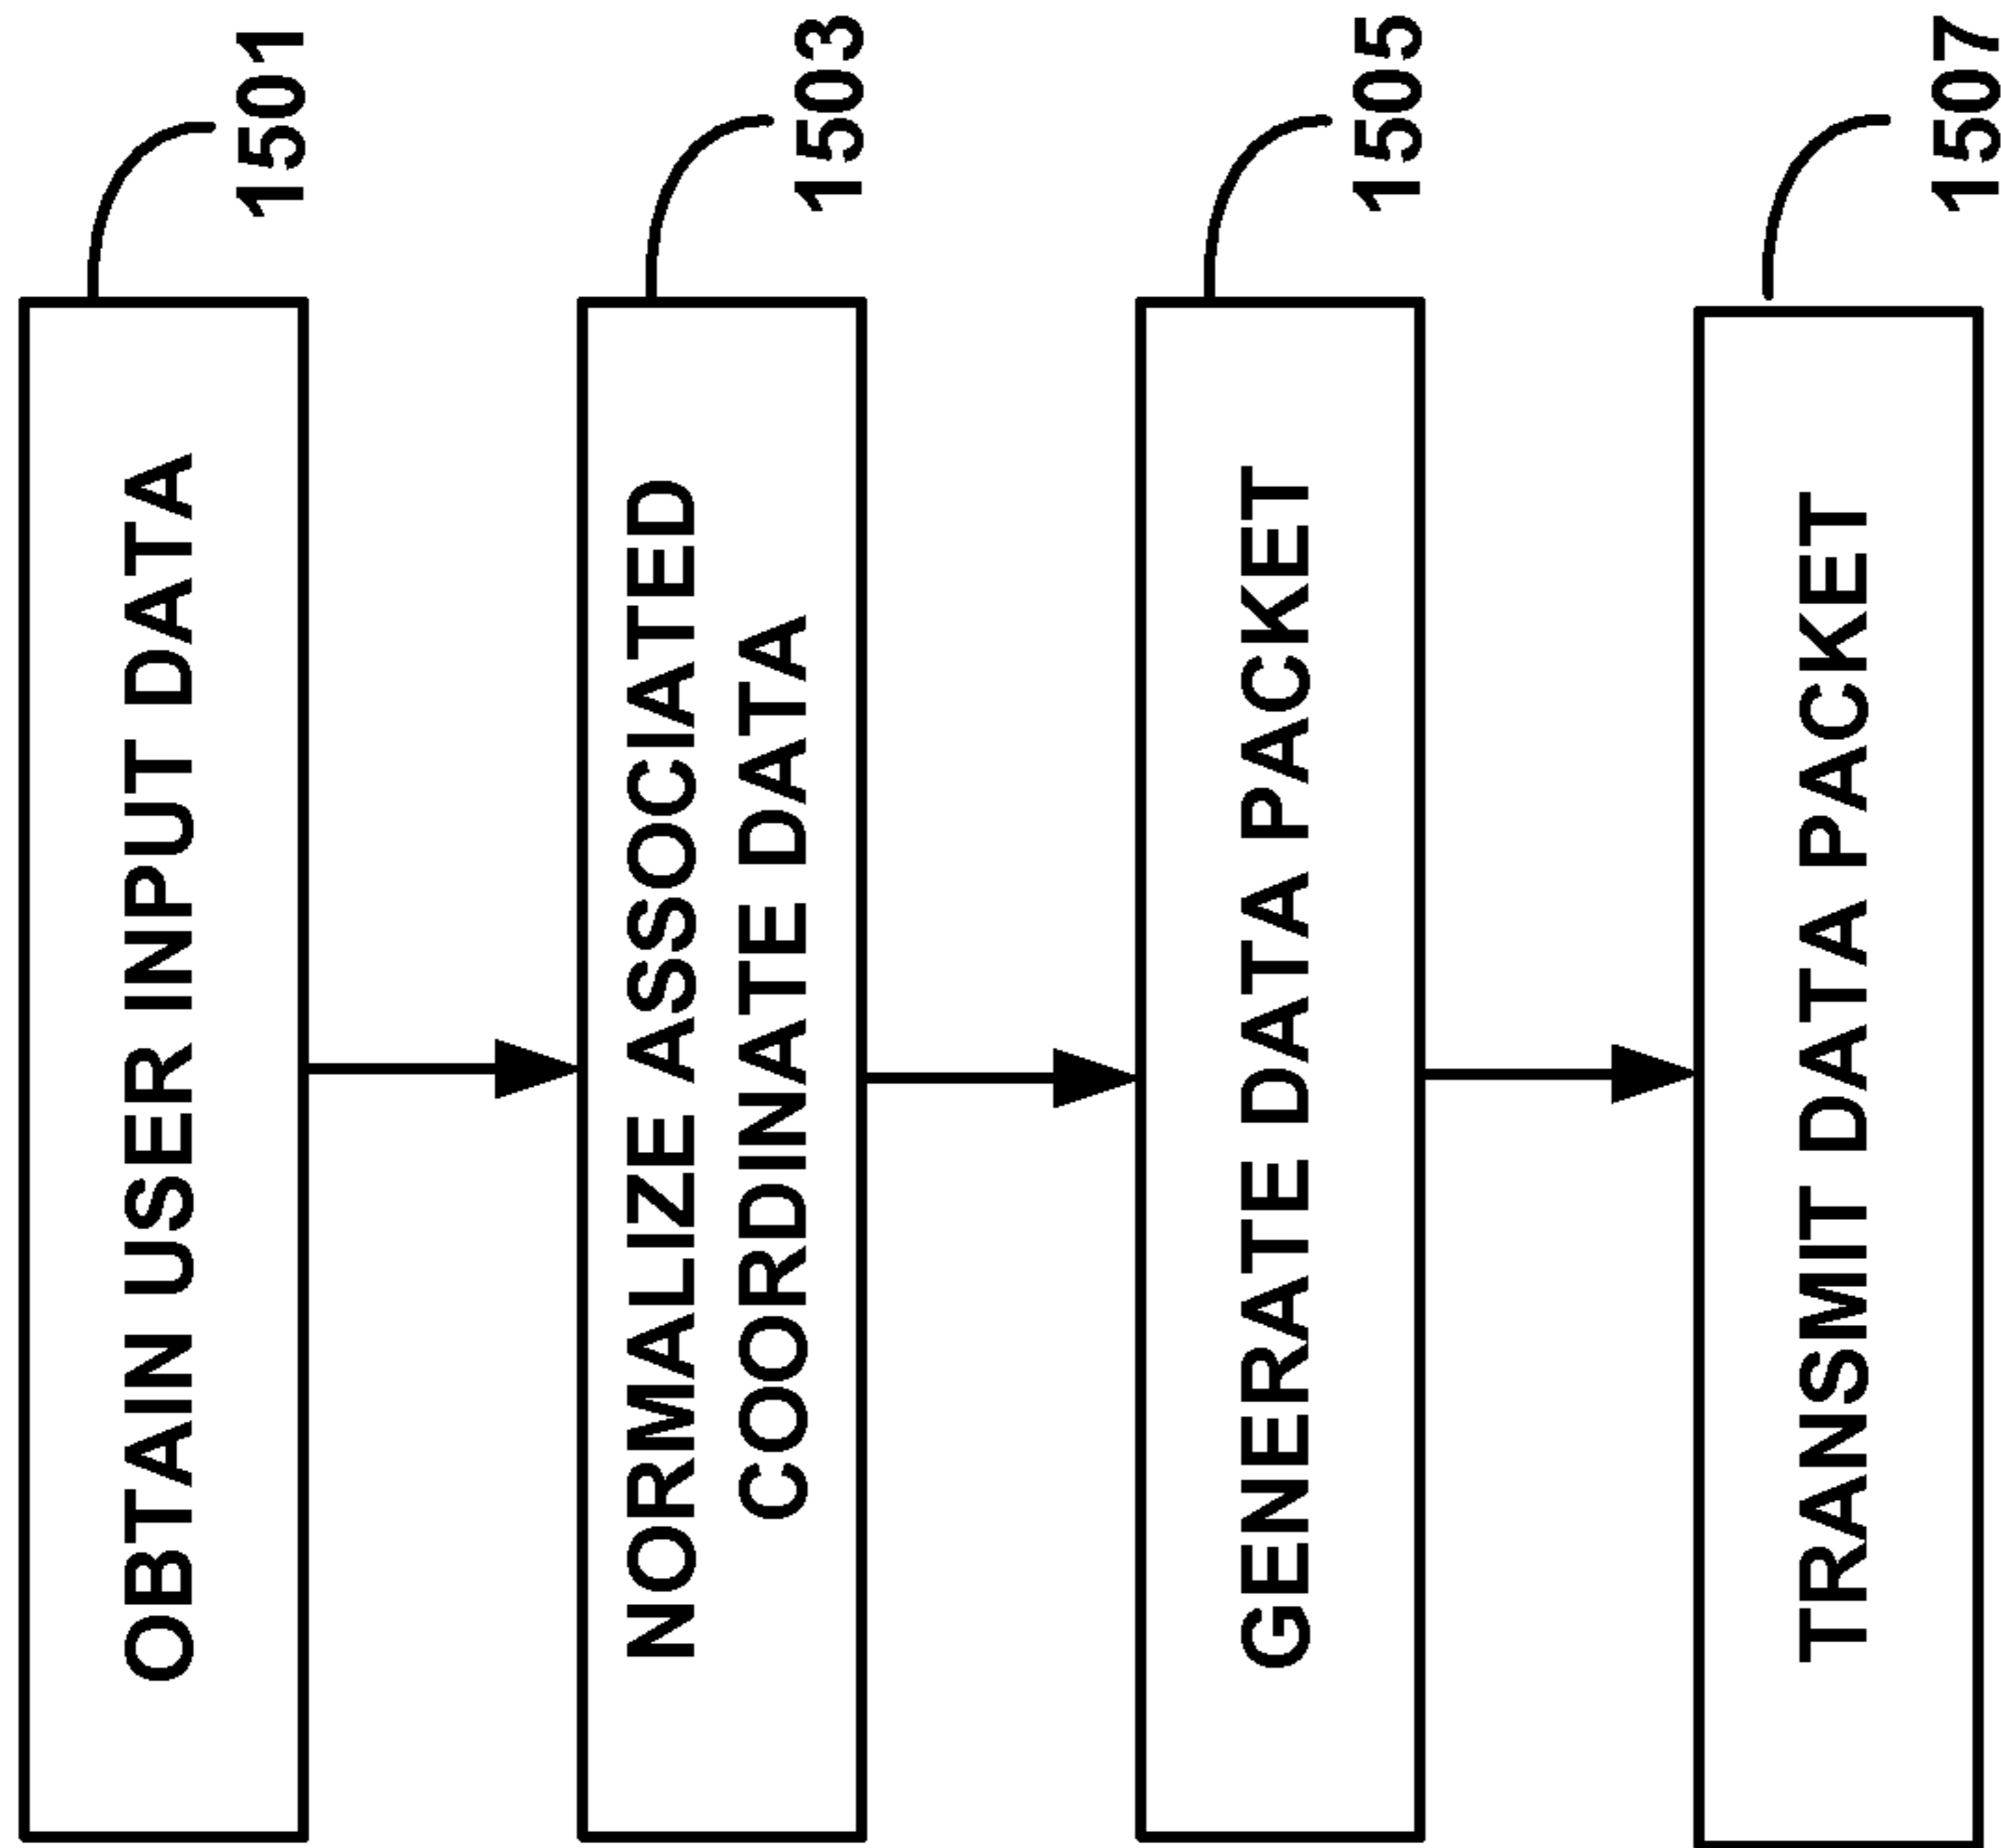 OBTAIN USER INPUT DATA
1501
NORMALIZE ASSOCIATED
COORDINATE DATA
1503
GENERATE DATA PACKET
1505
TRANSMIT DATA PACKET
1507